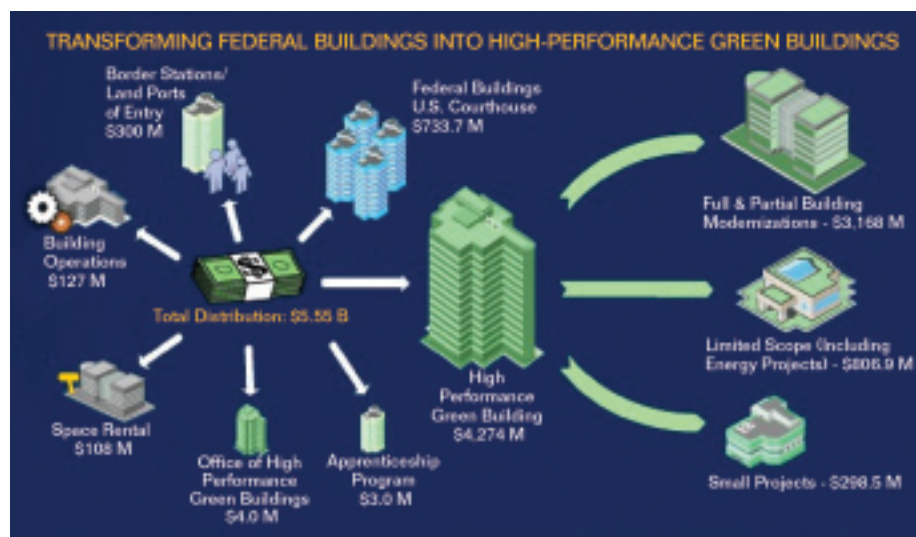 TRANSFORMING FEDERAL BUILDINGS INTO HIGH-PERFORMANCE GREEN BUILDINGS
Border Stations/
Land Ports
of Entry
$300 M
Federal Buildings
U.S. Courthouse
$733.7 M
Building
Operations
$127 M
$
Total Distribution: $5.55 B
Space Rental
$108 M
Office of High
Performance
Green Buildings
$4.0 M
Apprenticeship
Program
$3.0 M
High
Performance
Green Building
$4.274 M
Full & Partial Building
Modernizations - $3,168 M
Limited Scope (Including
Energy Projects) - $806.9 M
Small Projects - $298.5 M